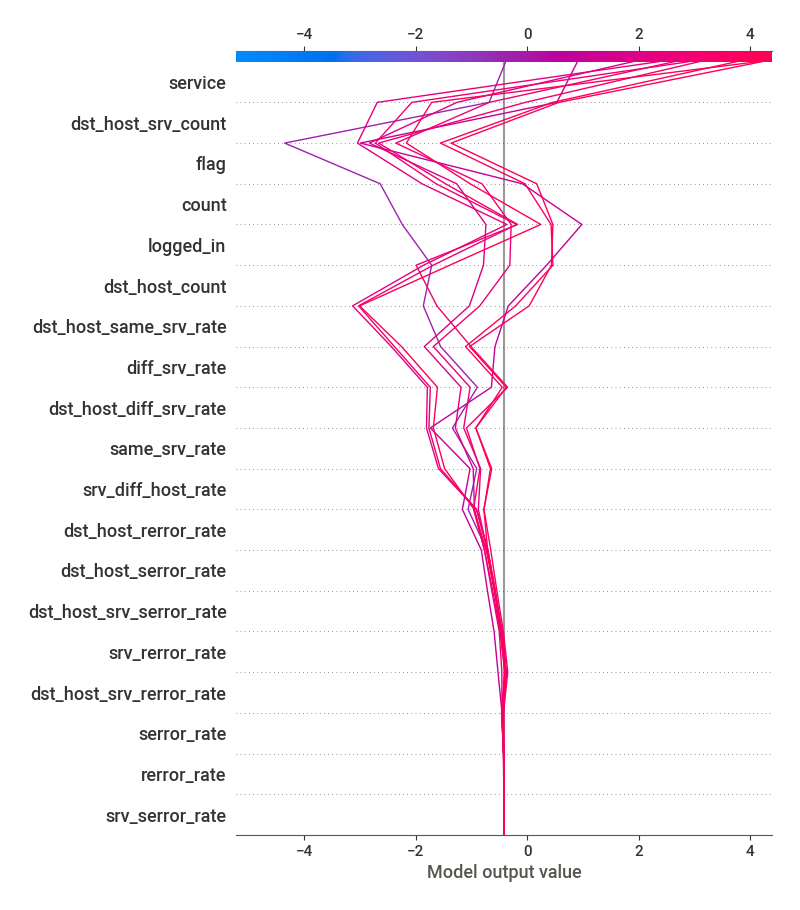 −4 −2 0 2 4
service
dst_host_srv_count
flag
count
logged_in
dst_host_count
dst_host_same_srv_rate
diff_srv_rate
dst_host_diff_srv_rate
same_srv_rate
srv_diff_host_rate
dst_host_rerror_rate
dst_host_serror_rate
dst_host_srv_serror_rate
srv_rerror_rate
dst_host_srv_rerror_rate
serror_rate
rerror_rate
srv_serror_rate
−4 −2 0 2 4
Model output value